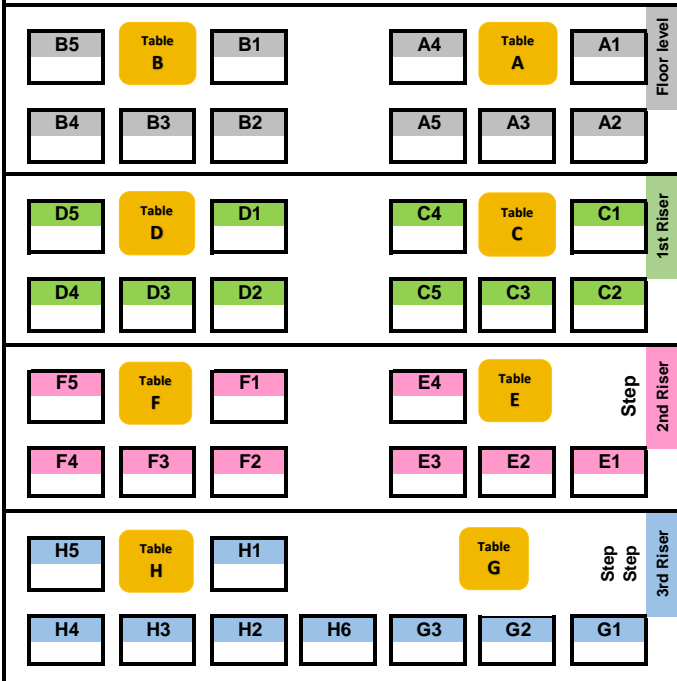 B5
Table
B
B1
A4
Table
A
A1
Floor level
B4
B3
B2
A5
A3
A2
D5
Table
D
D1
C4
Table
C
C1
1st Riser
D4
D3
D2
C5
C3
C2
F5
Table
F
F1
E4
Table
E
Step
2nd Riser
F4
F3
F2
E3
E2
E1
H5
Table
H
H1
Table
G
Step
Step
3rd Riser
H4
H3
H2
H6
G3
G2
G1